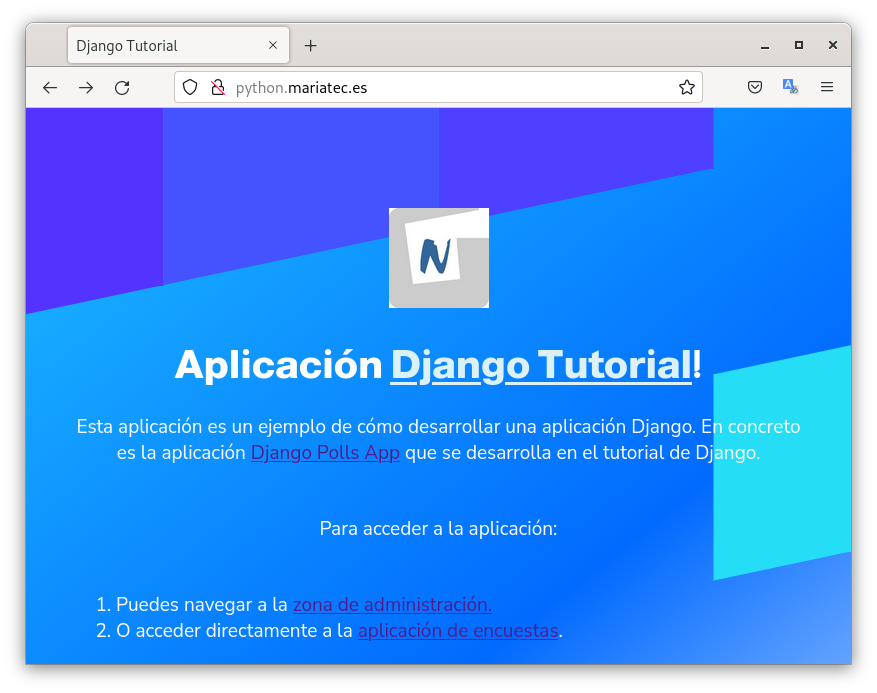 Django Tutorial
python.mariatec.es
N
Aplicación Django Tutorial!
Esta aplicación es un ejemplo de cómo desarrollar una aplicación Django. En concreto
es la aplicación Django Polls App que se desarrolla en el tutorial de Django.
Para acceder a la aplicación:
1. Puedes navegar a la zona de administración.
2. O acceder directamente a la aplicación de encuestas.